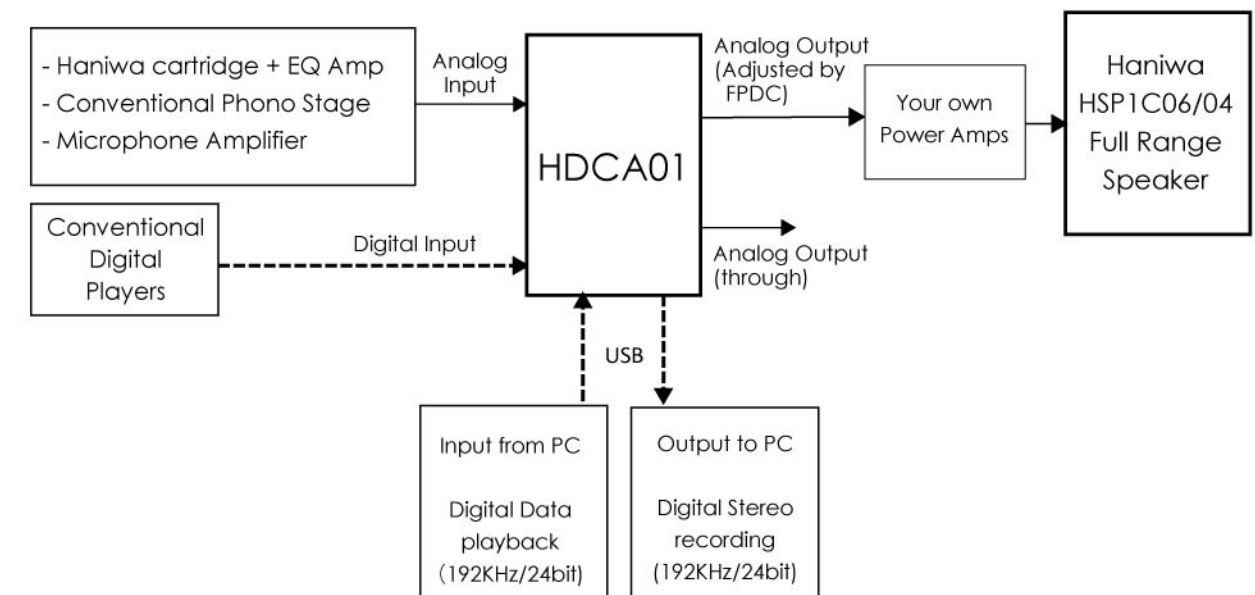 - Haniwa cartridge + EQ Amp
- Conventional Phono Stage
- Microphone Amplifier
Analog
Input
HDCA01
Analog Output
(Adjusted by
FPDC)
Your own
Power Amps
Haniwa
HSP1C06/04
Full Range
Speaker
Conventional
Digital
Players
Digital Input
Analog Output
(through)
USB
Input from PC
Digital Data
playback
(192KHz/24bit)
Output to PC
Digital Stereo
recording
(192KHz/24bit)